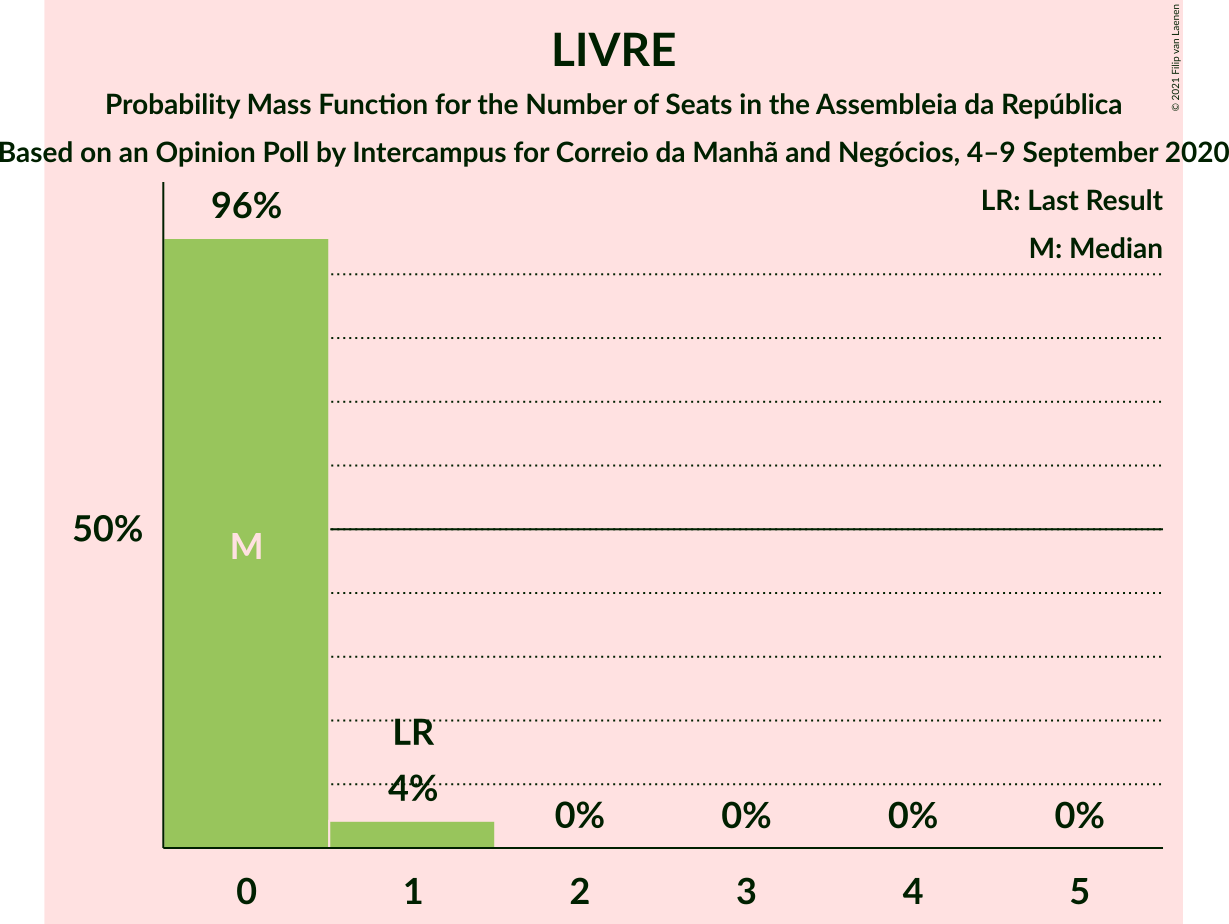 LIVRE
Probability Mass Function for the Number of Seats in the Assembleia da República
Based on an Opinion Poll by Intercampus for Correio da Manhã and Negócios, 4–9 September 2020
© 2021 Filip van Laenen
LR: Last Result
M: Median
96%
50%
M
LR
4%
0%
0%
0%
0%
0 1 2 3 4 5